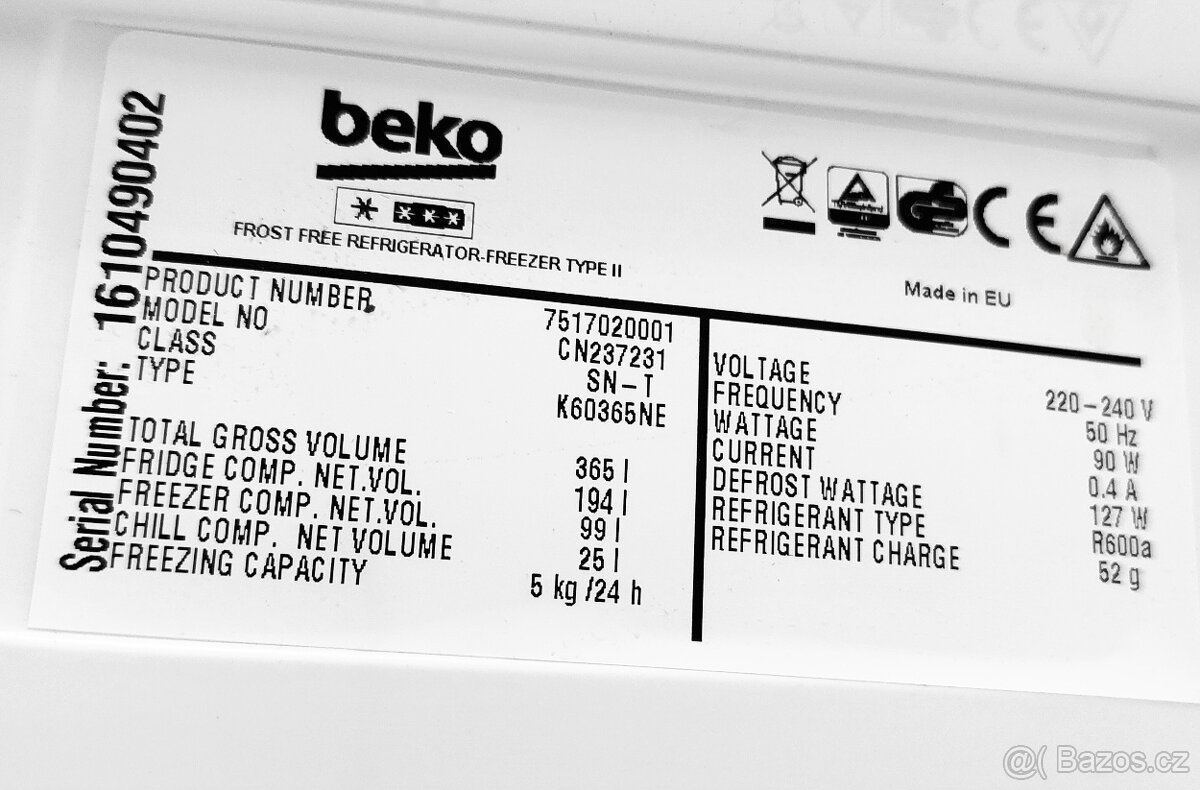 beko
FROST FREE REFRIGERATOR-FREEZER TYPE II
Made in EU
Serial Number: 1610490402
PRODUCT NUMBER 7517020001
MODEL NO CN237231
CLASS SN-T
TYPE K60365NE
TOTAL GROSS VOLUME 365 l
FRIDGE COMP. NET.VOL. 194 l
FREEZER COMP. NET.VOL. 99 l
CHILL COMP. NET VOLUME 25 l
FREEZING CAPACITY 5 kg /24 h
VOLTAGE 220-240 V
FREQUENCY 50 Hz
WATTAGE 90 W
CURRENT 0.4 A
DEFROST WATTAGE 127 W
REFRIGERANT TYPE R600a
REFRIGERANT CHARGE 52 g
@( Bazos.cz